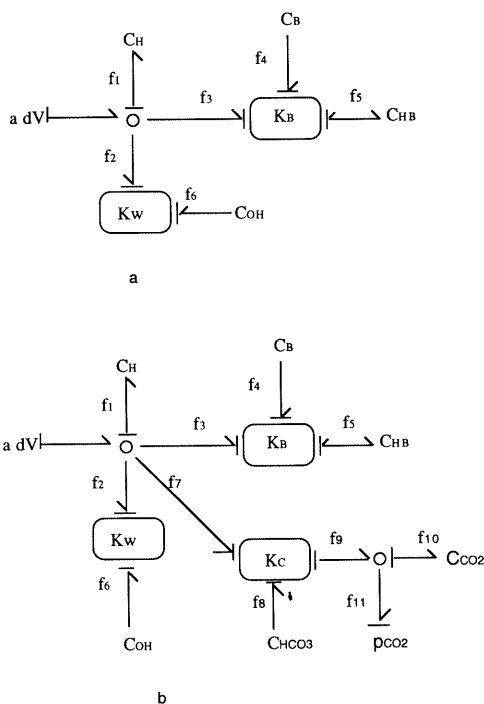 CB
CH
f4
f1
a dV
f3
KB
f5
CHB
f2
KW
f6
COH
a
CB
CH
f4
f1
a dV
f3
KB
f5
CHB
f2
f7
KW
KC
f9
f10
CCO2
f6
f8
f11
COH
CHCO3
pCO2
b